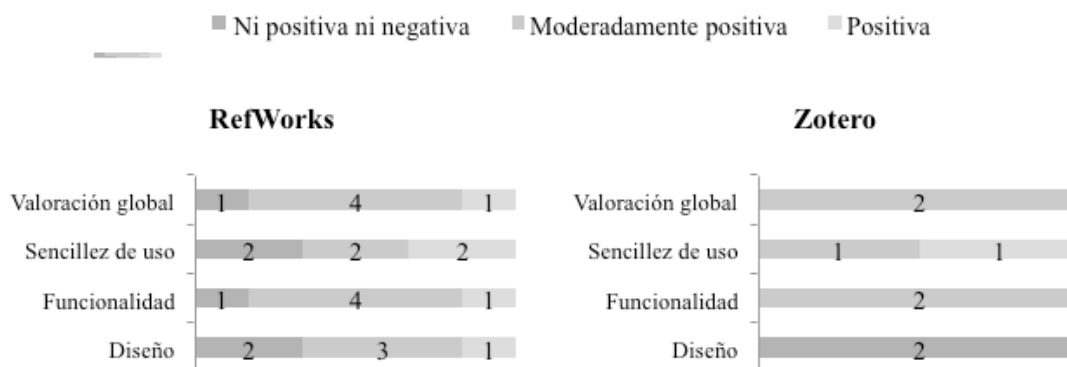 Ni positiva ni negativa Moderadamente positiva Positiva
RefWorks
Valoración global 1 4 1
Sencillez de uso 2 2 2
Funcionalidad 1 4 1
Diseño 2 3 1
Zotero
Valoración global 2
Sencillez de uso 1 1
Funcionalidad 2
Diseño 2